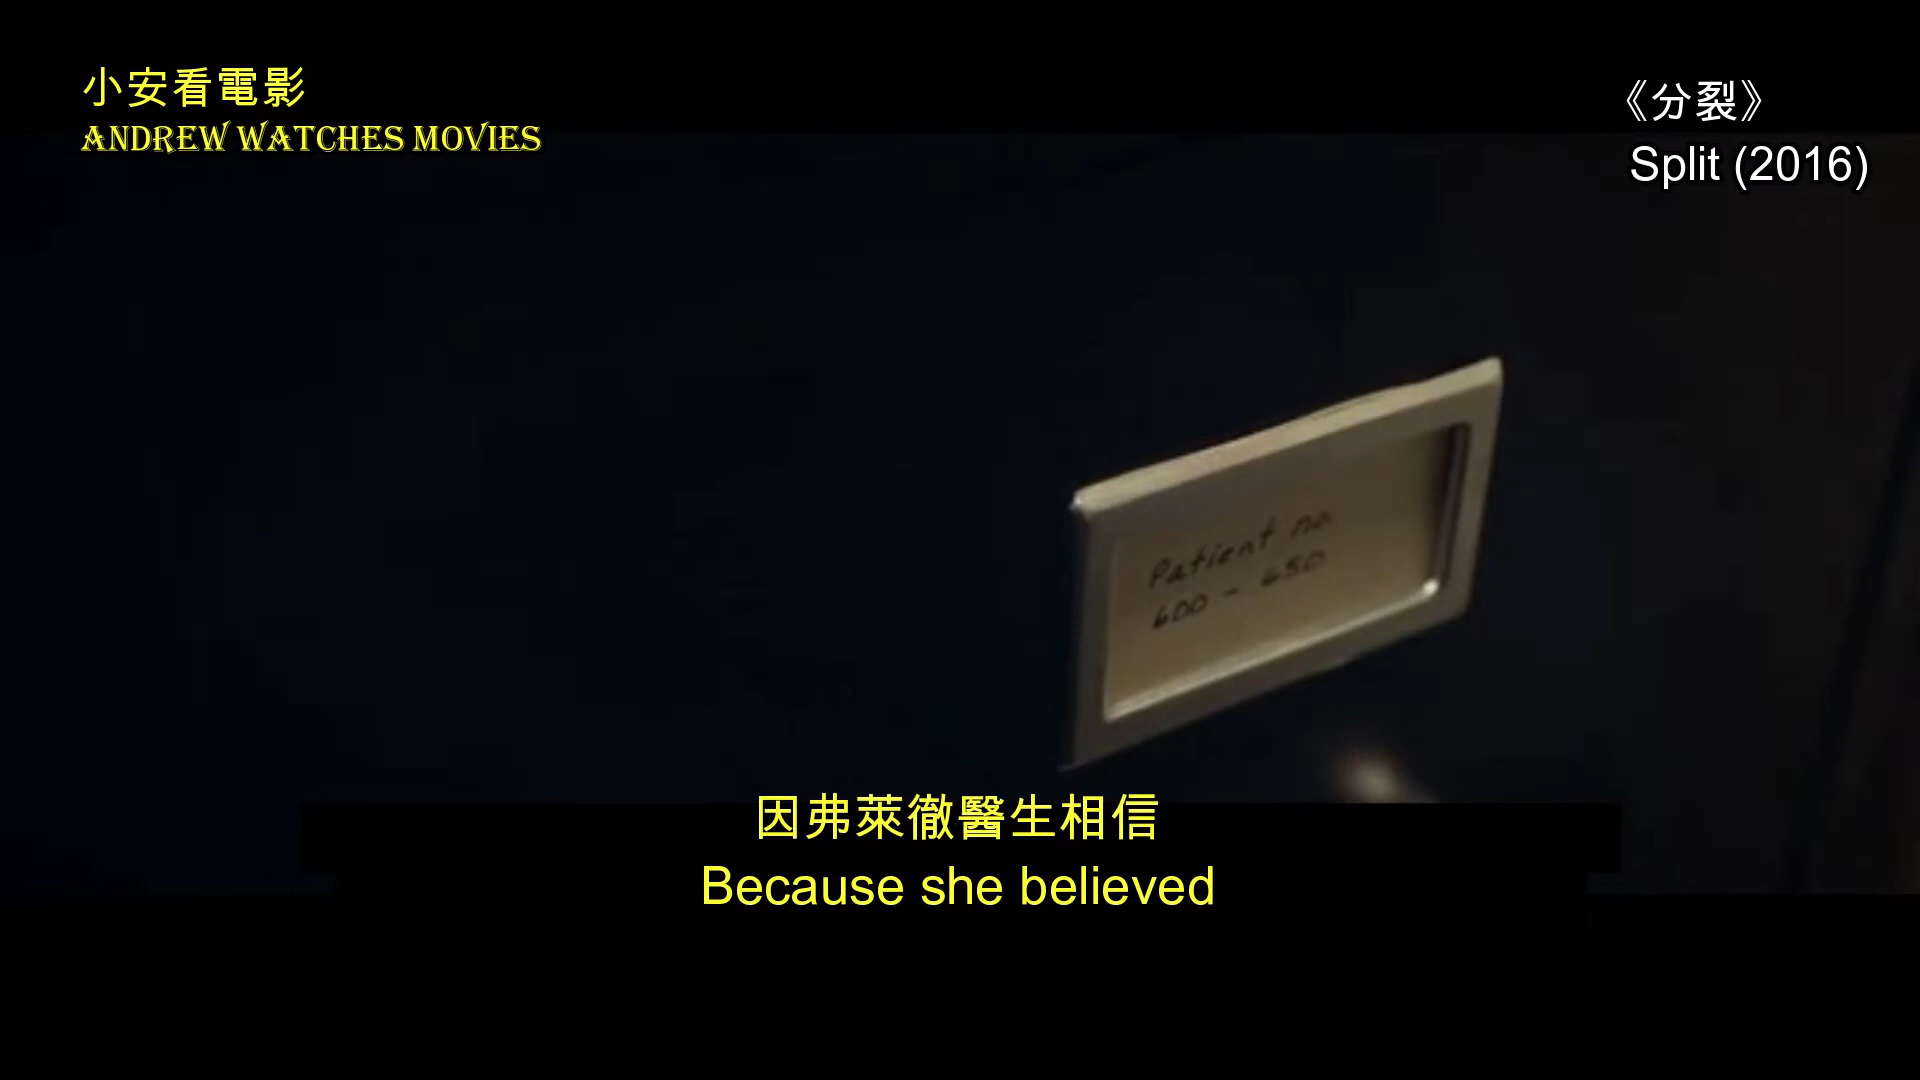 小安看電影
ANDREW WATCHES MOVIES
《分裂》
Split (2016)
Patient no.
600 - 650
因弗萊徹醫生相信
Because she believed